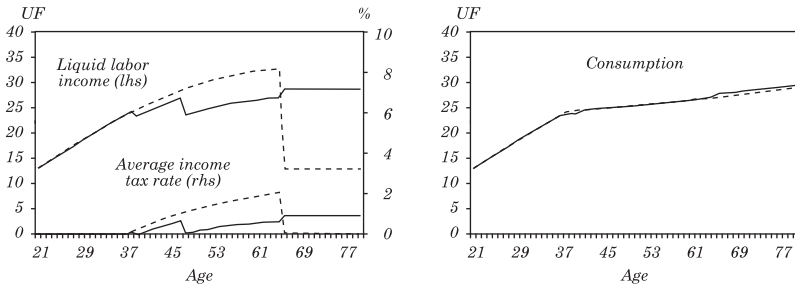 UF % UF
40 10 40
35 35
30 8 30
25 6 25
20 20
15 4 15
10 10
5 2 5
0 0 0
Liquid labor
income (lhs)
Average income
tax rate (rhs)
Consumption
21 29 37 45 53 61 69 77
21 29 37 45 53 61 69 77
Age
Age